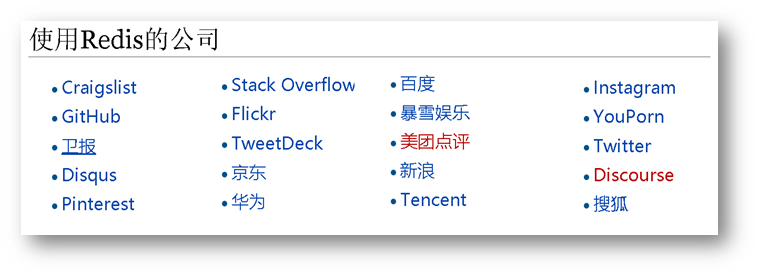 使用Redis的公司
Craigslist
GitHub
卫报
Disqus
Pinterest
Stack Overflow
Flickr
TweetDeck
京东
华为
百度
暴雪娱乐
美团点评
新浪
Tencent
Instagram
YouPorn
Twitter
Discourse
搜狐